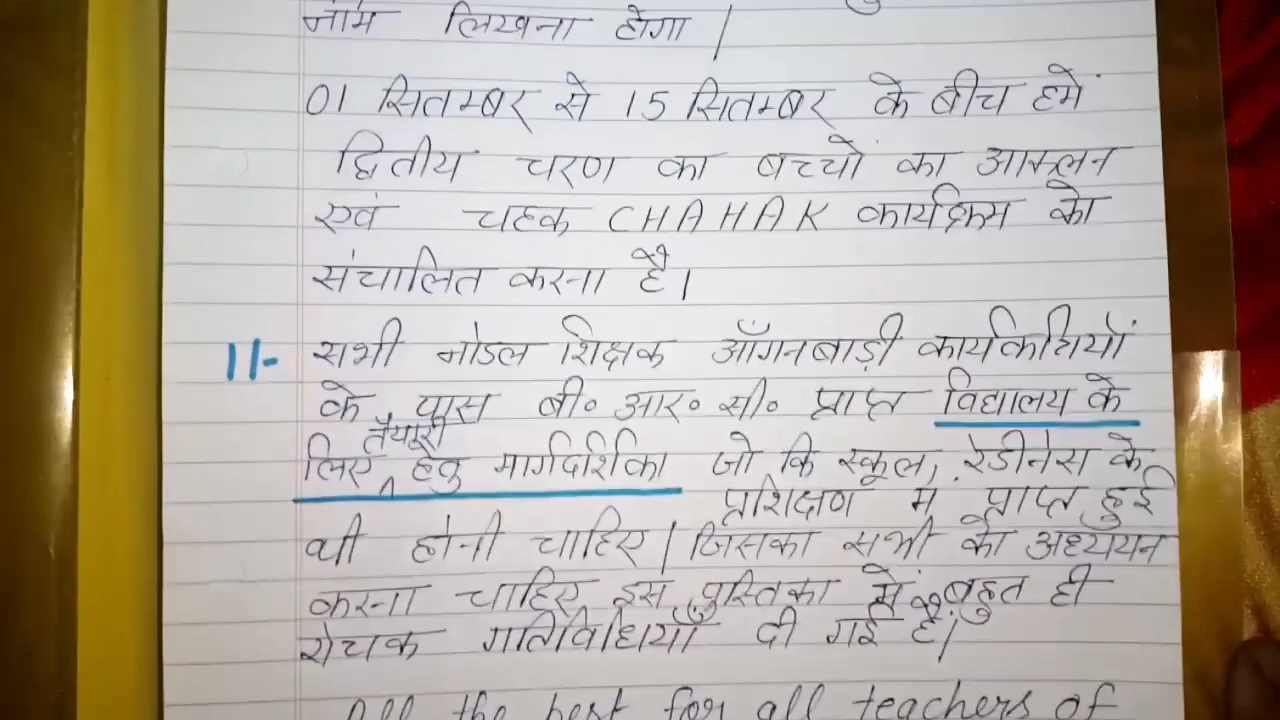 नाम लिखना होगा |
01 सितम्बर से 15 सितम्बर के बीच हमें
द्वितीय चरण का बच्चों का आकलन
एवं चहक CHAHAK कार्यक्रम को
संचालित करना है।
11- सभी नोडल शिक्षक आँगनबाड़ी कार्यकत्रियों
के पास बी० आर० सी० प्राप्त विद्यालय के
तैयारी
लिए हेतु मार्गदर्शिका जो कि स्कूल, रेडीनेस के
प्रशिक्षण में प्राप्त हुई
थी होनी चाहिए | जिसका सभी को अध्ययन
करना चाहिए इस पुस्तिका में बहुत ही
रोचक गतिविधियाँ दी गई हैं।
All the best for all teachers of